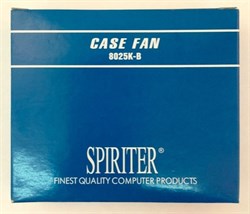 CASE FAN
8025K-B
SPIRITER®
FINEST QUALITY COMPUTER PRODUCTS